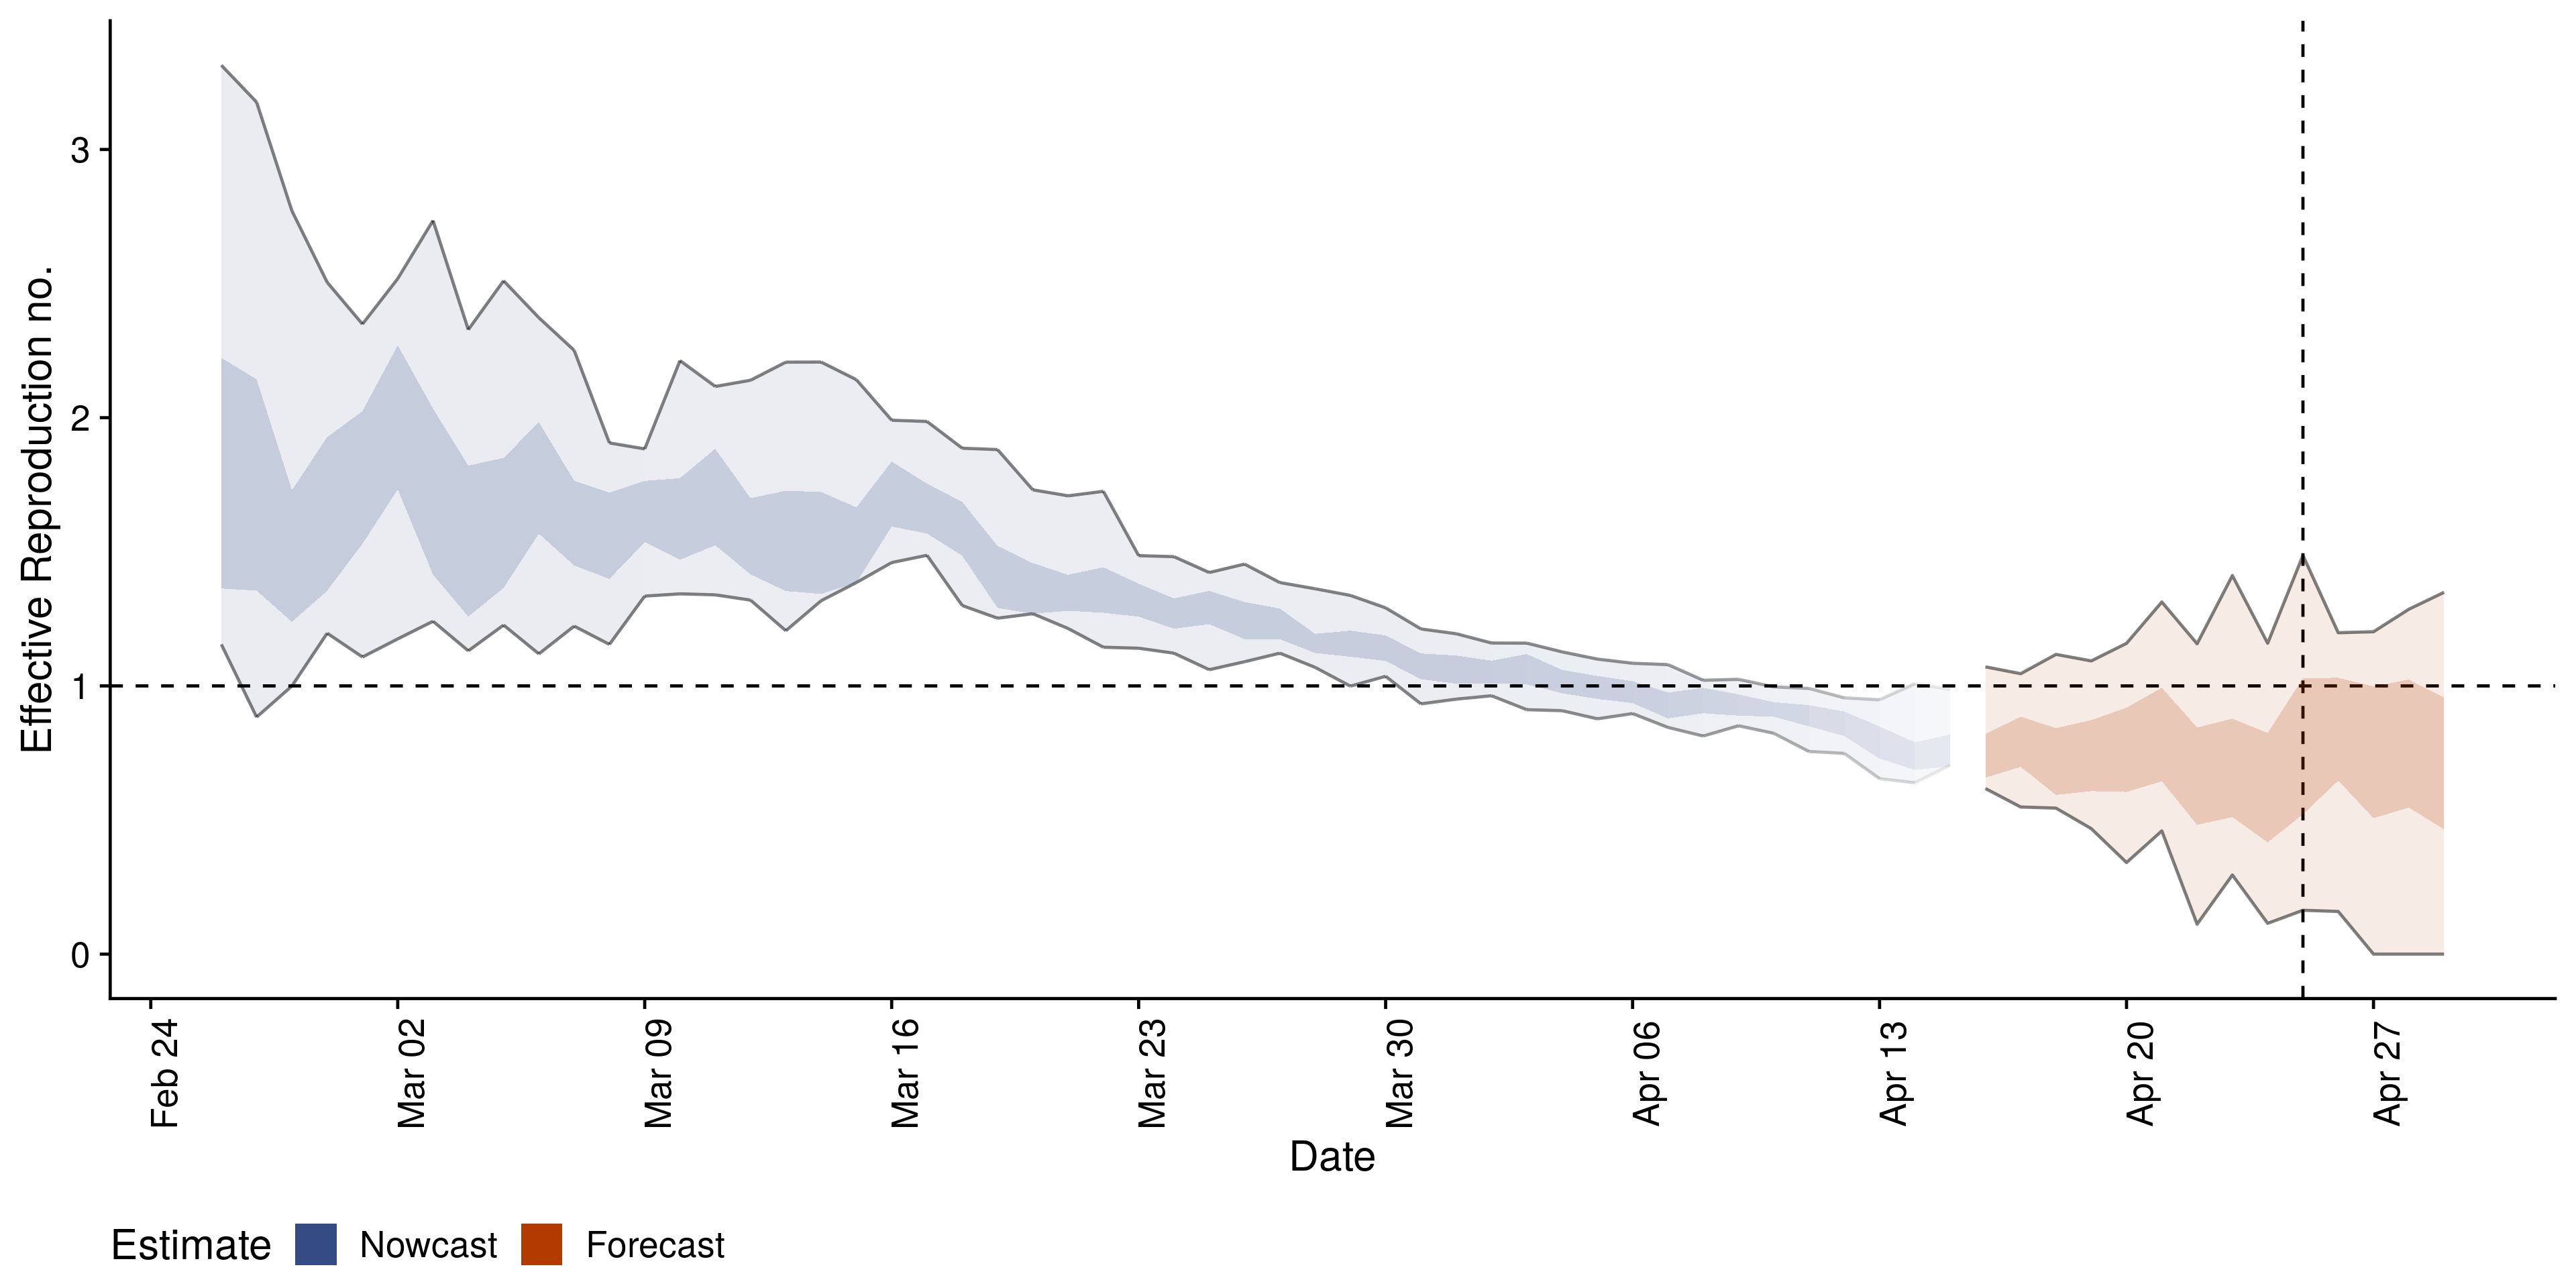 Effective Reproduction no.
3
2
1
0
Feb 24
Mar 02
Mar 09
Mar 16
Mar 23
Mar 30
Apr 06
Apr 13
Apr 20
Apr 27
Date
Estimate Nowcast Forecast